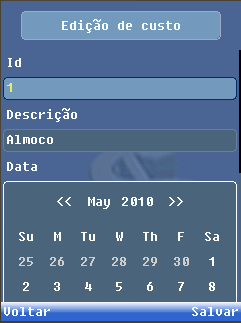 Edição de custo
Id
1
Descrição
Almoco
Data
<< May 2010 >>
Su M Tu W Th F Sa
25 26 27 28 29 30 1
2 3 4 5 6 7 8
Voltar Salvar